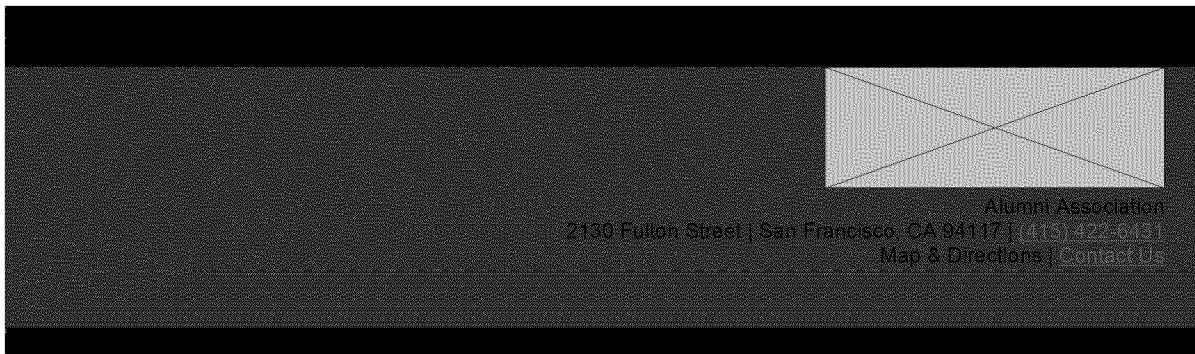 Alumni Association
2130 Fulton Street | San Francisco, CA 94117 | (415) 422-6431
Map & Directions | Contact Us